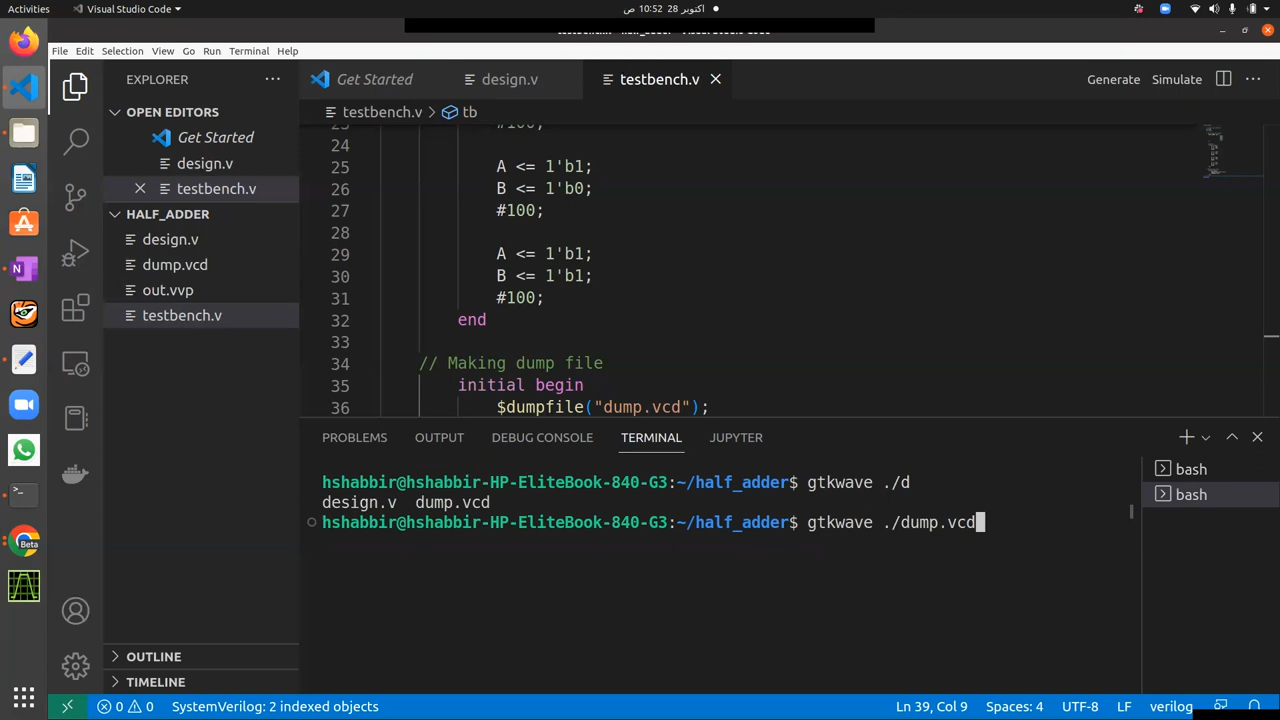 Activities
Visual Studio Code
28 اكتوبر 10:52 ص
File Edit Selection View Go Run Terminal Help
EXPLORER
Get Started
design.v
testbench.v
Generate
Simulate
OPEN EDITORS
testbench.v
tb
Get Started
design.v
testbench.v
HALF_ADDER
design.v
dump.vcd
out.vvp
testbench.v
24
25 A <= 1'b1;
26 B <= 1'b0;
27 #100;
28
29 A <= 1'b1;
30 B <= 1'b1;
31 #100;
32 end
33
34 // Making dump file
35 initial begin
36 $dumpfile("dump.vcd");
PROBLEMS OUTPUT DEBUG CONSOLE TERMINAL JUPYTER
hshabbir@hshabbir-HP-EliteBook-840-G3:~/half_adder$ gtkwave ./d
design.v dump.vcd
hshabbir@hshabbir-HP-EliteBook-840-G3:~/half_adder$ gtkwave ./dump.vcd
bash
bash
Beta
OUTLINE
TIMELINE
0 0 SystemVerilog: 2 indexed objects
Ln 39, Col 9 Spaces: 4 UTF-8 LF verilog